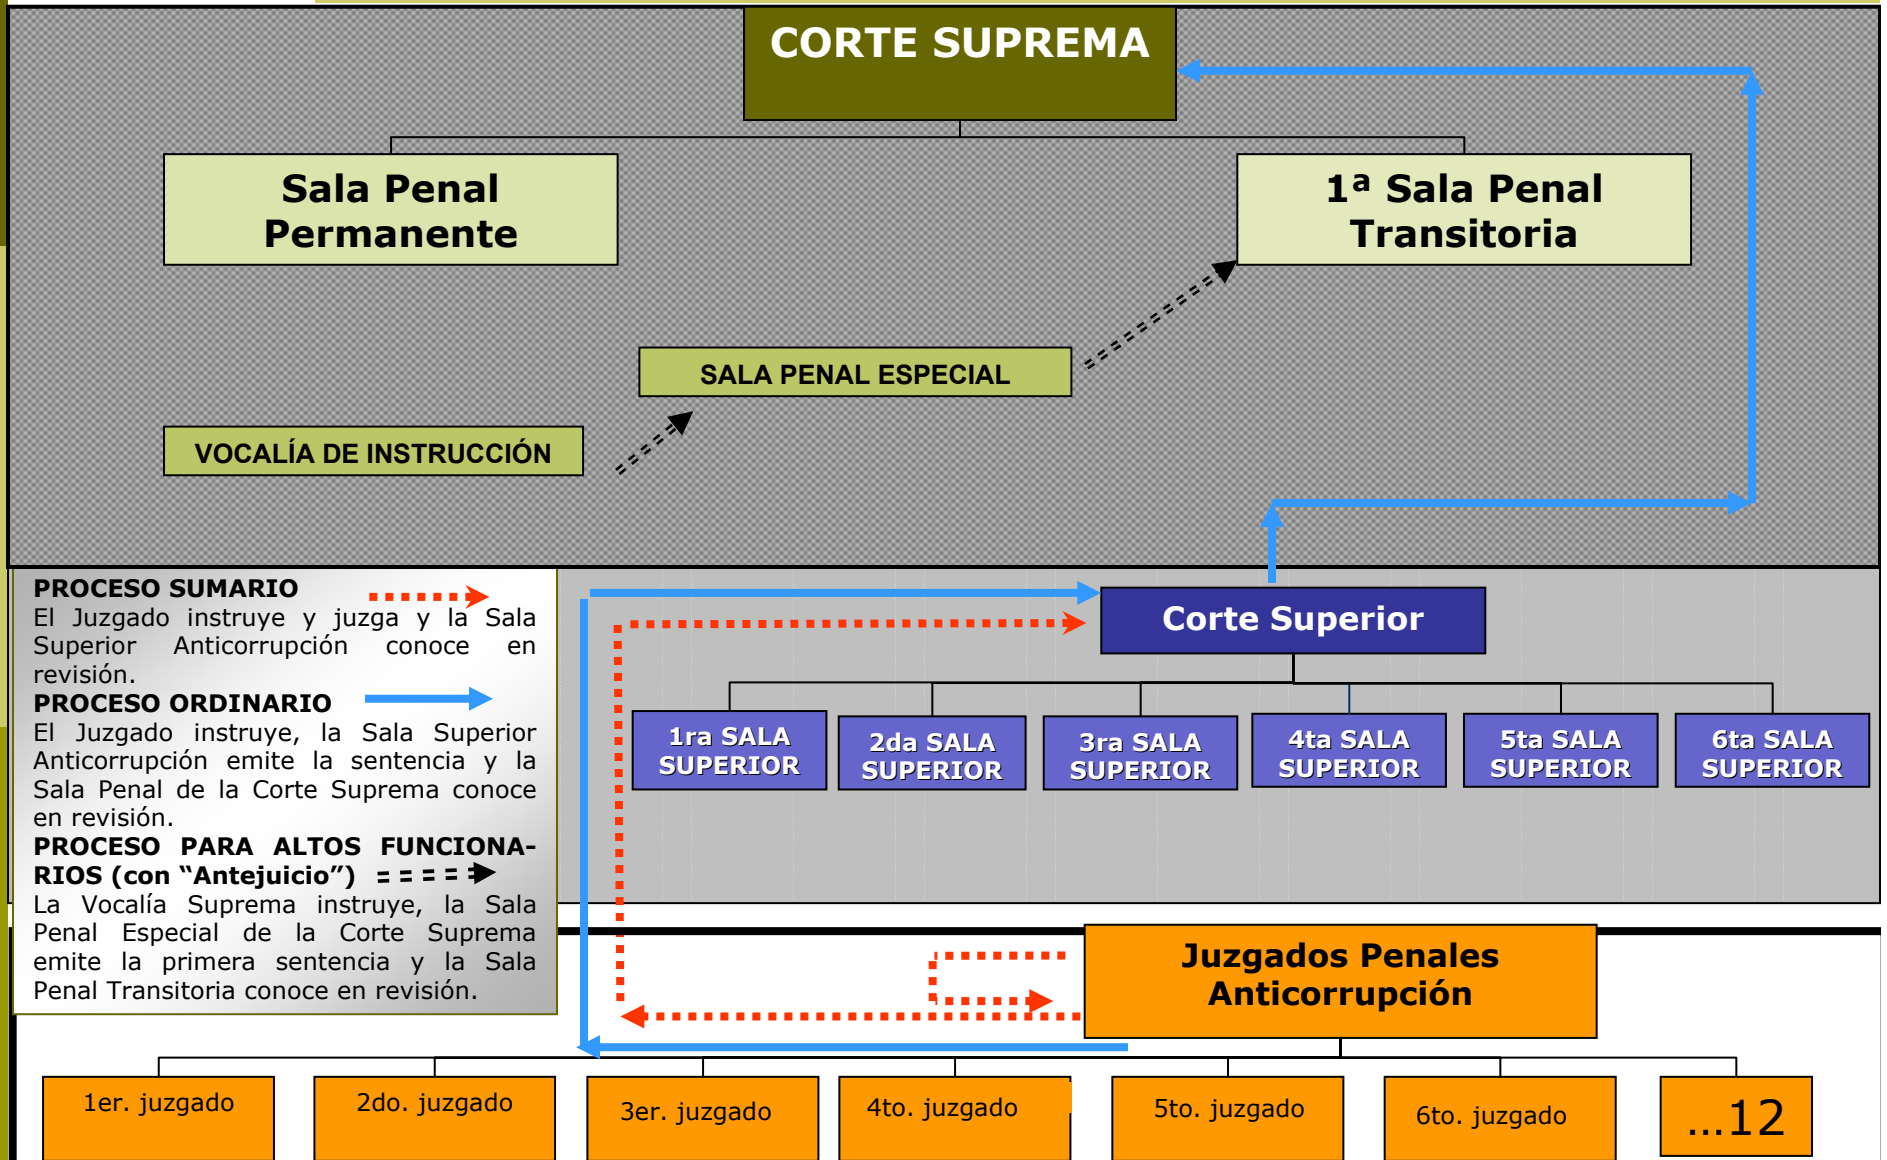 CORTE SUPREMA
Sala Penal
Permanente
1ª Sala Penal
Transitoria
SALA PENAL ESPECIAL
VOCALÍA DE INSTRUCCIÓN
PROCESO SUMARIO
El Juzgado instruye y juzga y la Sala
Superior Anticorrupción conoce en
revisión.
PROCESO ORDINARIO
El Juzgado instruye, la Sala Superior
Anticorrupción emite la sentencia y la
Sala Penal de la Corte Suprema conoce
en revisión.
PROCESO PARA ALTOS FUNCIONA-
RIOS (con “Antejuicio”)
La Vocalía Suprema instruye, la Sala
Penal Especial de la Corte Suprema
emite la primera sentencia y la Sala
Penal Transitoria conoce en revisión.
Corte Superior
1ra SALA
SUPERIOR
2da SALA
SUPERIOR
3ra SALA
SUPERIOR
4ta SALA
SUPERIOR
5ta SALA
SUPERIOR
6ta SALA
SUPERIOR
Juzgados Penales
Anticorrupción
1er. juzgado
2do. juzgado
3er. juzgado
4to. juzgado
5to. juzgado
6to. juzgado
...12